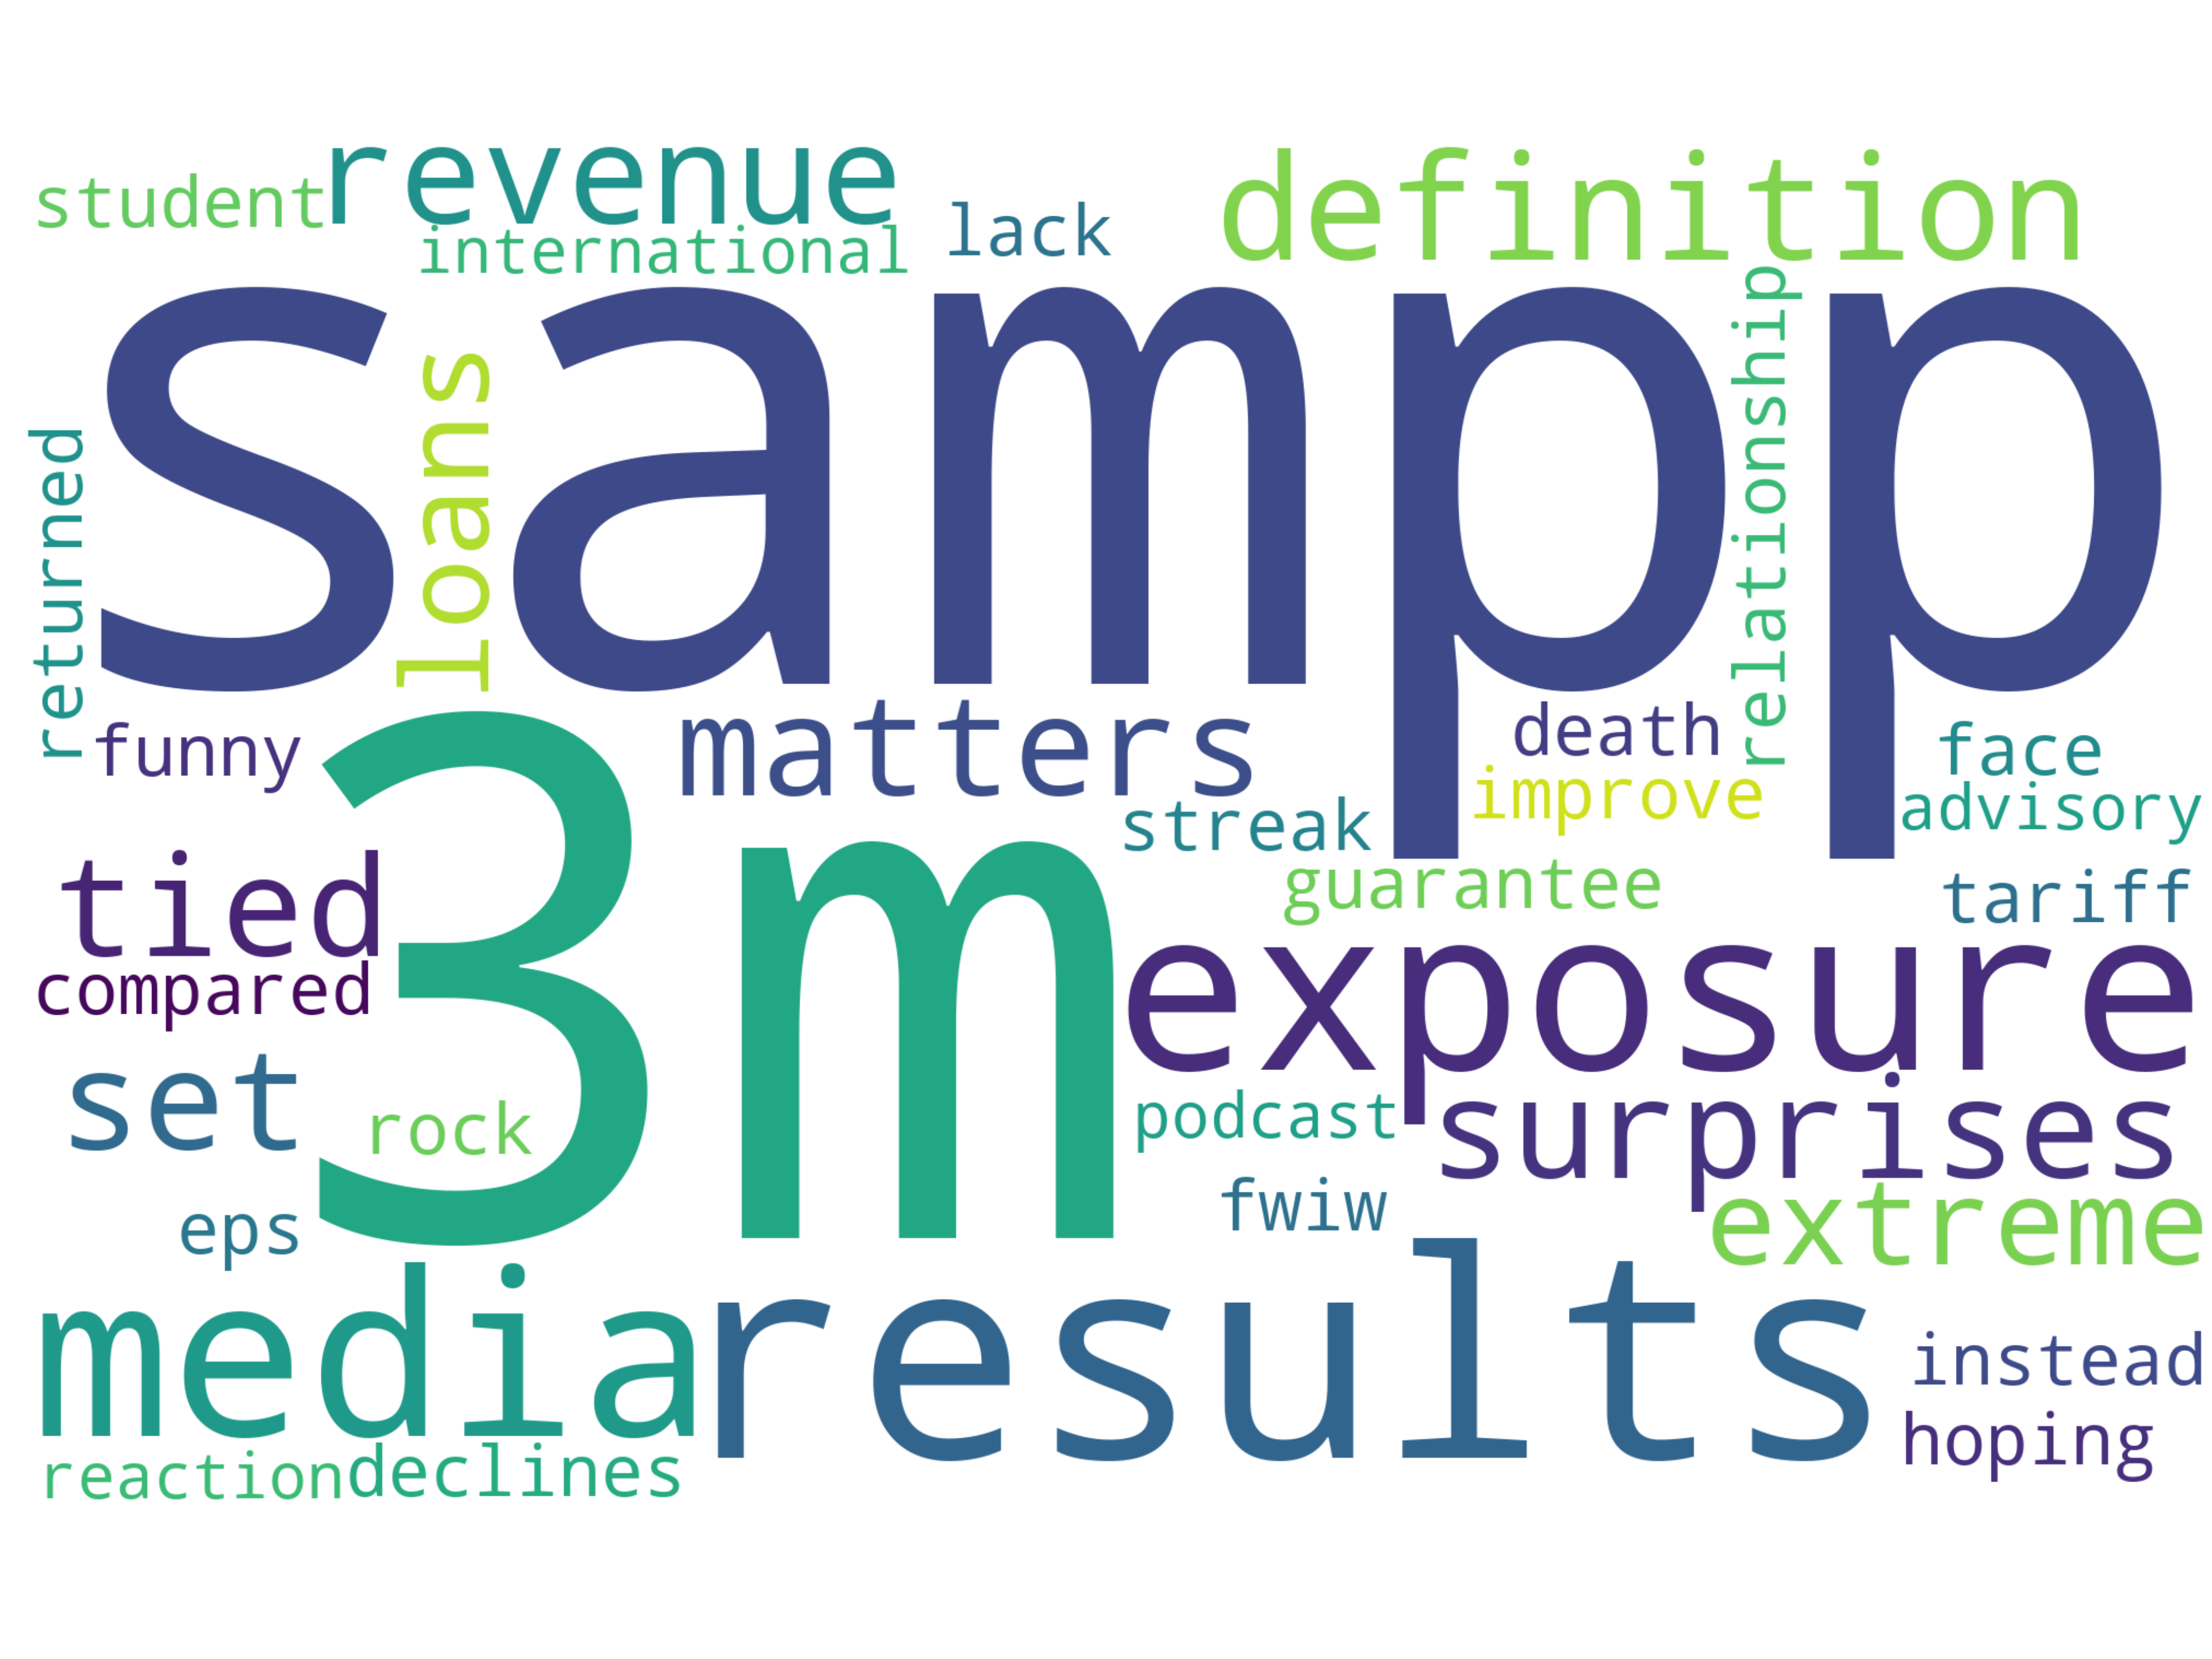 student revenue
international
lack
definition
sampp
loans
relationship
returned
funny
matters
death
face
improve
advisory
streak
3m
tied
guarantee
tariff
compared
exposure
set
rock
podcast
surprises
eps
fwiw
extreme
media
results
instead
hoping
reaction
declines